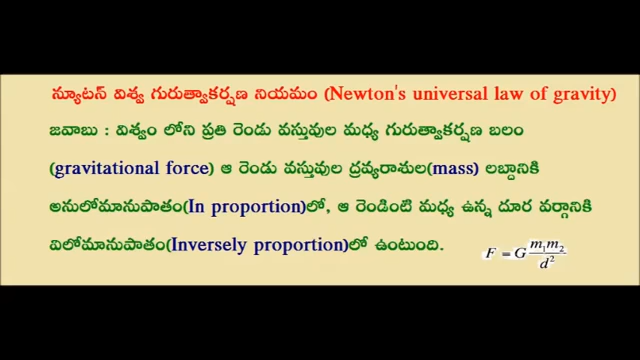 న్యూటన్ విశ్వ గురుత్వాకర్షణ నియమం (Newton's universal law of gravity)
జవాబు : విశ్వం లోని ప్రతి రెండు వస్తువుల మధ్య గురుత్వాకర్షణ బలం
(gravitational force) ఆ రెండు వస్తువుల ద్రవ్యరాశుల(mass) లబ్దానికి
అనులోమానుపాతం(In proportion)లో, ఆ రెండింటి మధ్య ఉన్న దూర వర్గానికి
విలోమానుపాతం(Inversely proportion)లో ఉంటుంది.
F = G m₁m₂ / d²